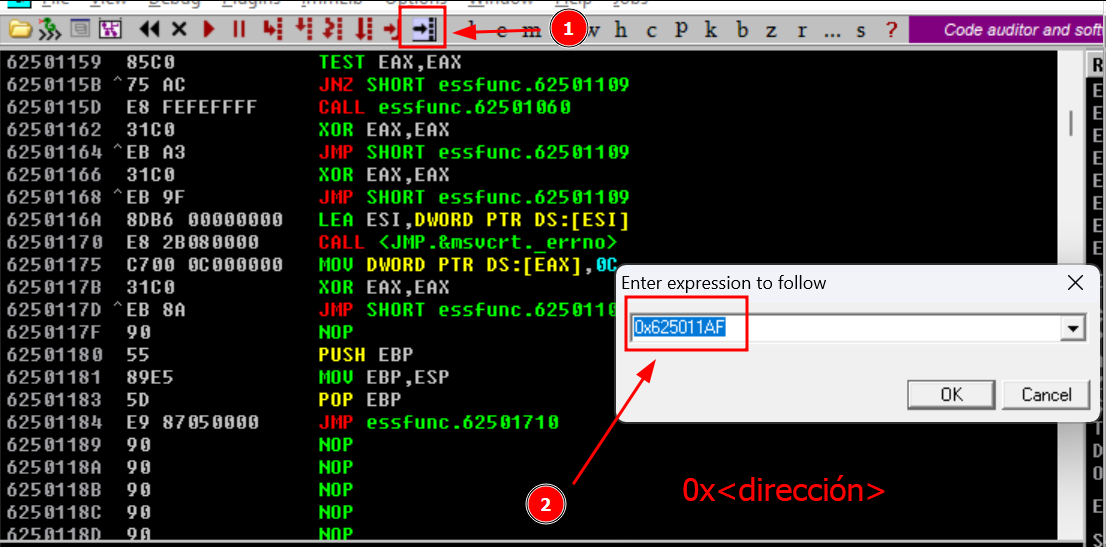 File View Debug Plugins ImmLib Options Window Help Jobs
1
l e m t w h c p k b z r ... s ?
Code auditor and soft
62501159 85C0 TEST EAX,EAX
6250115B ^75 AC JNZ SHORT essfunc.62501109
6250115D E8 FEFEFFFF CALL essfunc.62501060
62501162 31C0 XOR EAX,EAX
62501164 ^EB A3 JMP SHORT essfunc.62501109
62501166 31C0 XOR EAX,EAX
62501168 ^EB 9F JMP SHORT essfunc.62501109
6250116A 8DB6 00000000 LEA ESI,DWORD PTR DS:[ESI]
62501170 E8 2B080000 CALL <JMP.&msvcrt._errno>
62501175 C700 0C000000 MOV DWORD PTR DS:[EAX],0C
6250117B 31C0 XOR EAX,EAX
6250117D ^EB 8A JMP SHORT essfunc.6250110
6250117F 90 NOP
62501180 55 PUSH EBP
62501181 89E5 MOV EBP,ESP
62501183 5D POP EBP
62501184 E9 87050000 JMP essfunc.62501710
62501189 90 NOP
6250118A 90 NOP
6250118B 90 NOP
6250118C 90 NOP
6250118D 90 NOP
Enter expression to follow
0x625011AF
OK Cancel
2
0x<dirección>